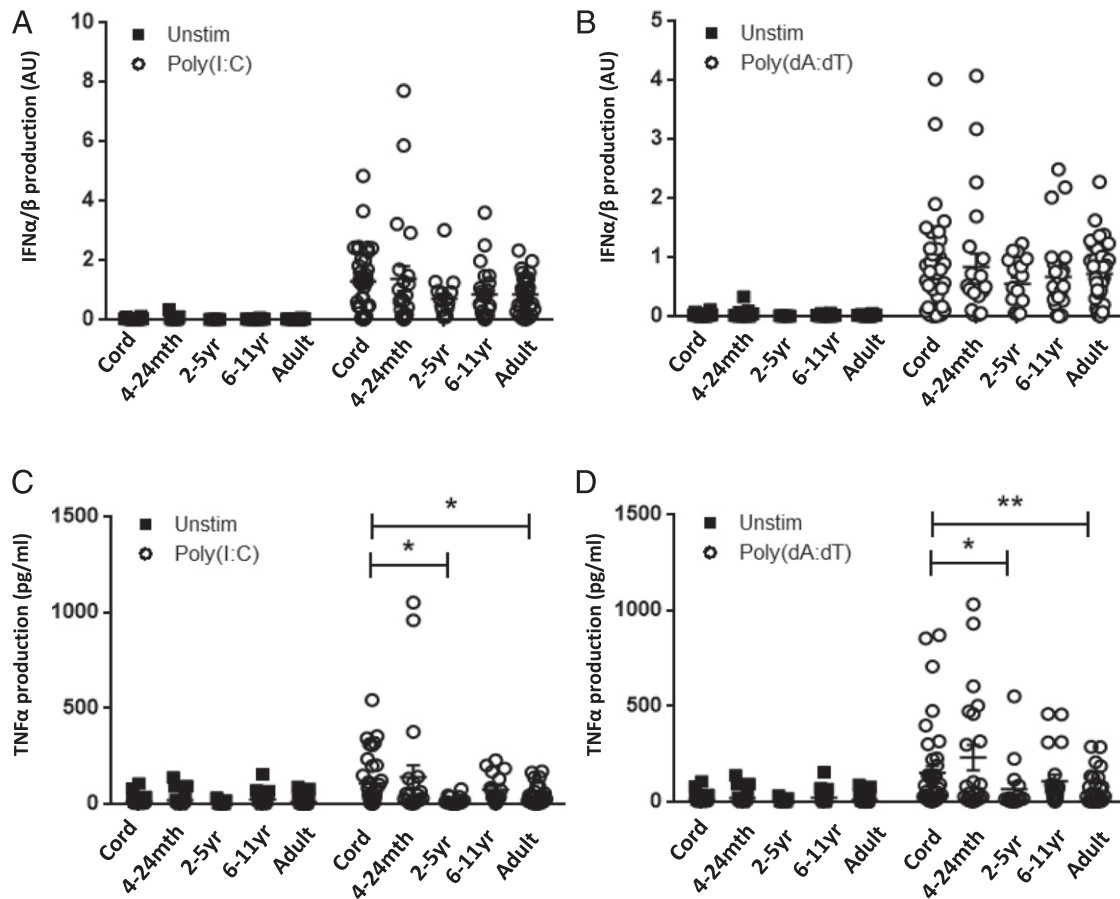 A
IFNα/β production (AU)
10
8
6
4
2
0
Unstim
Poly(I:C)
Cord
4-24mth
2-5yr
6-11yr
Adult
Cord
4-24mth
2-5yr
6-11yr
Adult
B
IFNα/β production (AU)
5
4
3
2
1
0
Unstim
Poly(dA:dT)
Cord
4-24mth
2-5yr
6-11yr
Adult
Cord
4-24mth
2-5yr
6-11yr
Adult
C
TNFα production (pg/ml)
1500
1000
500
0
Unstim
Poly(I:C)
*
*
Cord
4-24mth
2-5yr
6-11yr
Adult
Cord
4-24mth
2-5yr
6-11yr
Adult
D
TNFα production (pg/ml)
1500
1000
500
0
Unstim
Poly(dA:dT)
**
*
Cord
4-24mth
2-5yr
6-11yr
Adult
Cord
4-24mth
2-5yr
6-11yr
Adult